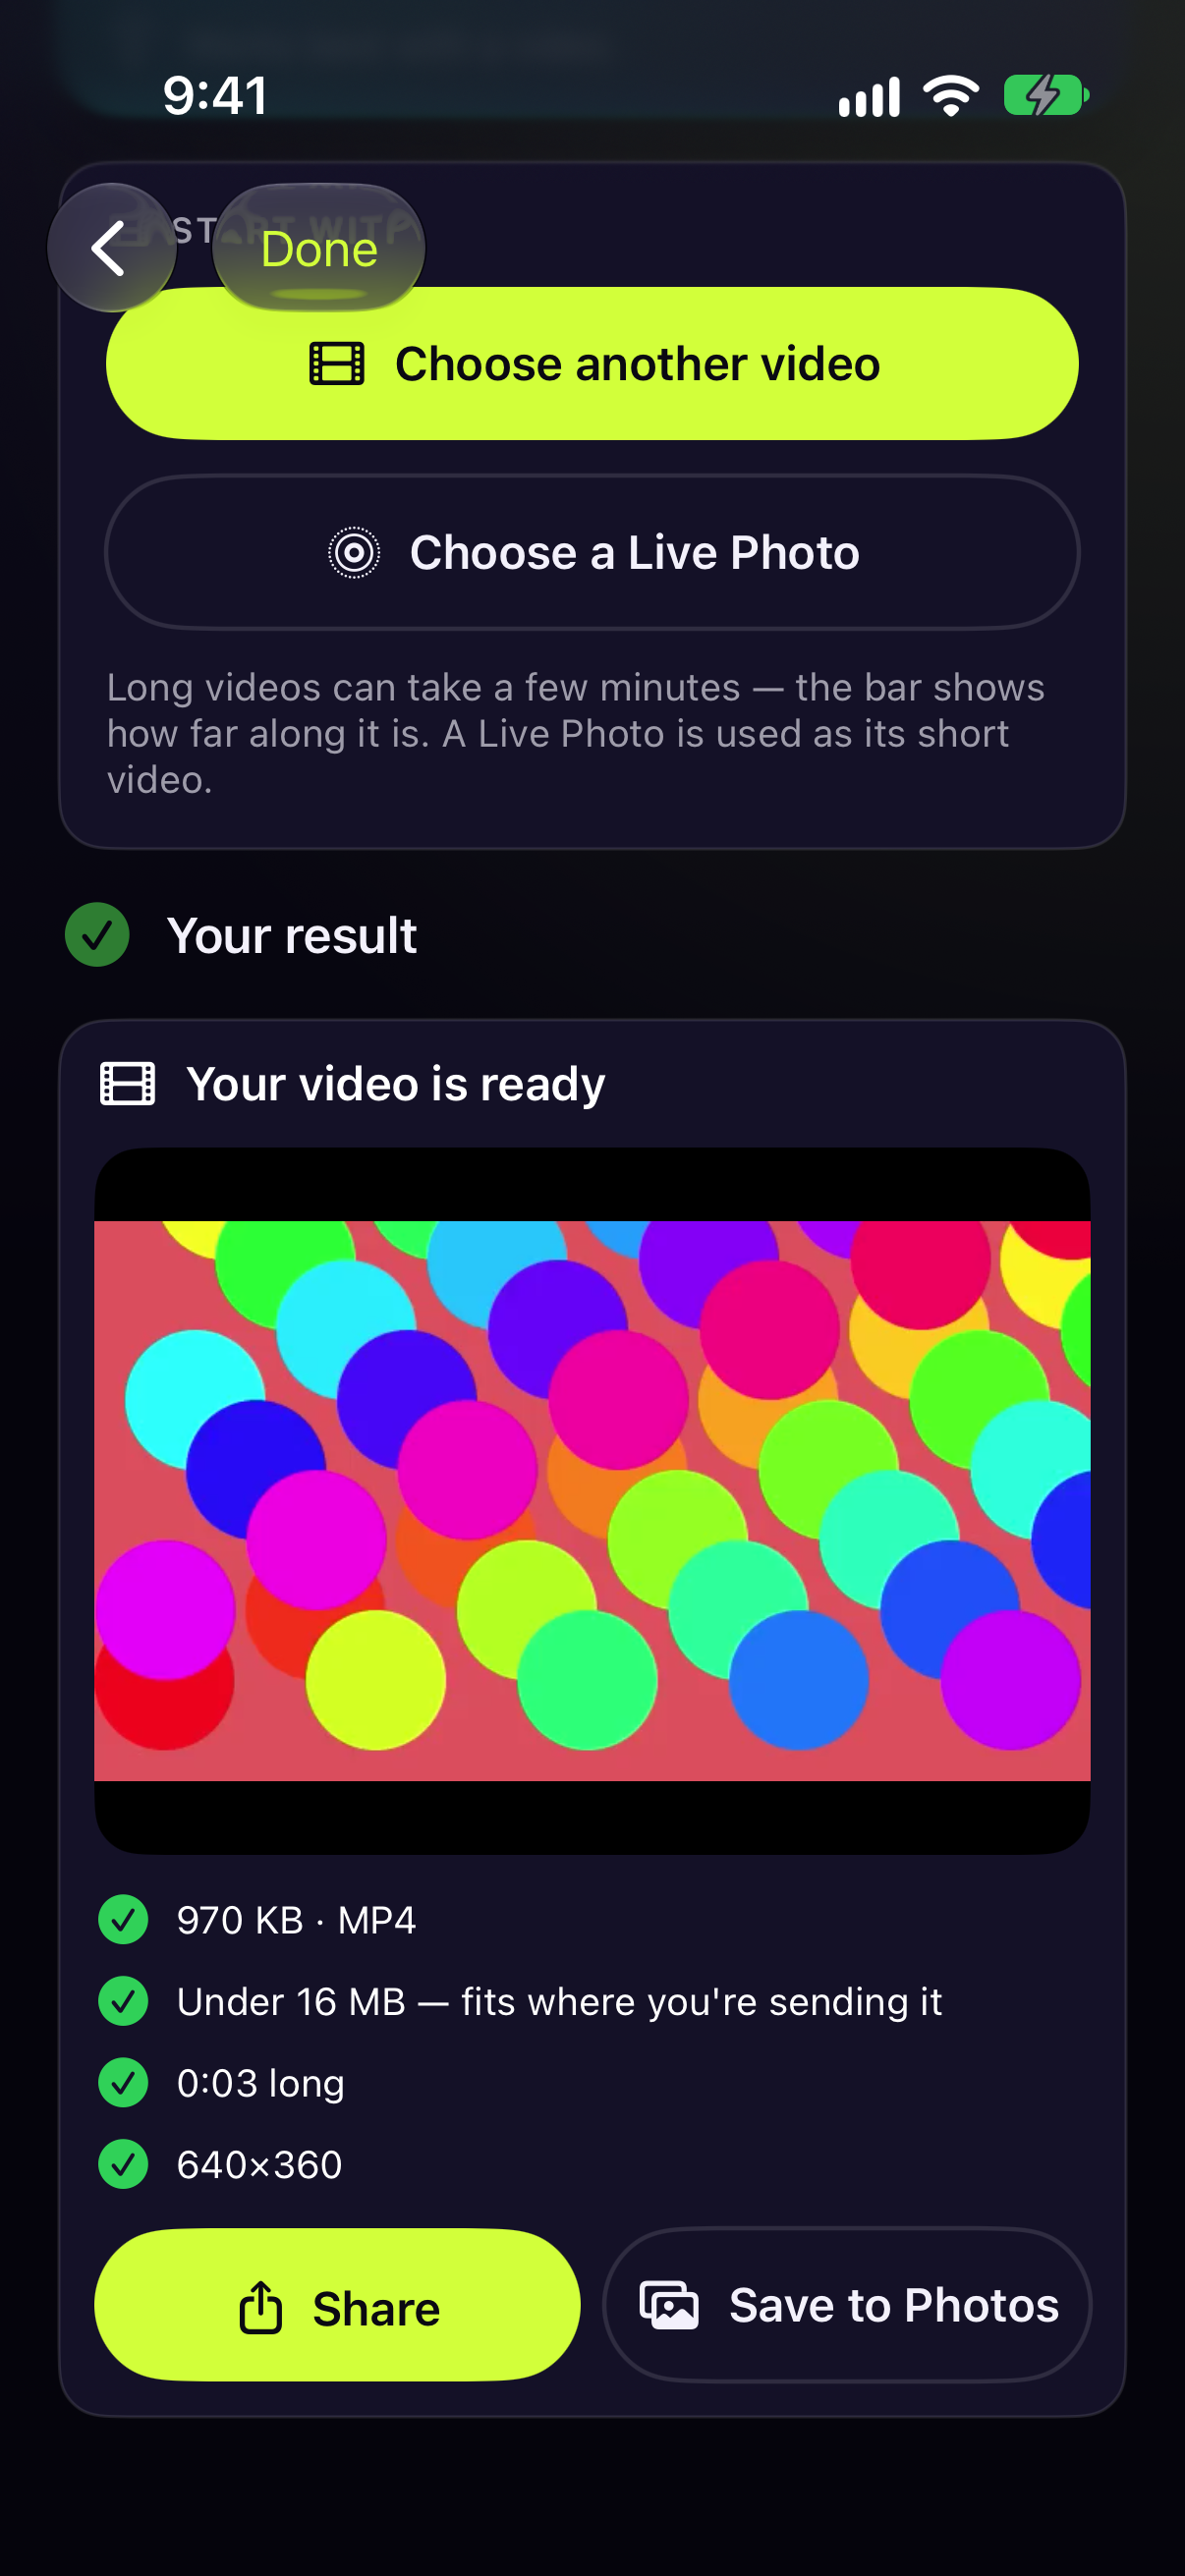 9:41
Done
Choose another video
Choose a Live Photo
Long videos can take a few minutes — the bar shows
how far along it is. A Live Photo is used as its short
video.
Your result
Your video is ready
970 KB · MP4
Under 16 MB — fits where you're sending it
0:03 long
640×360
Share
Save to Photos